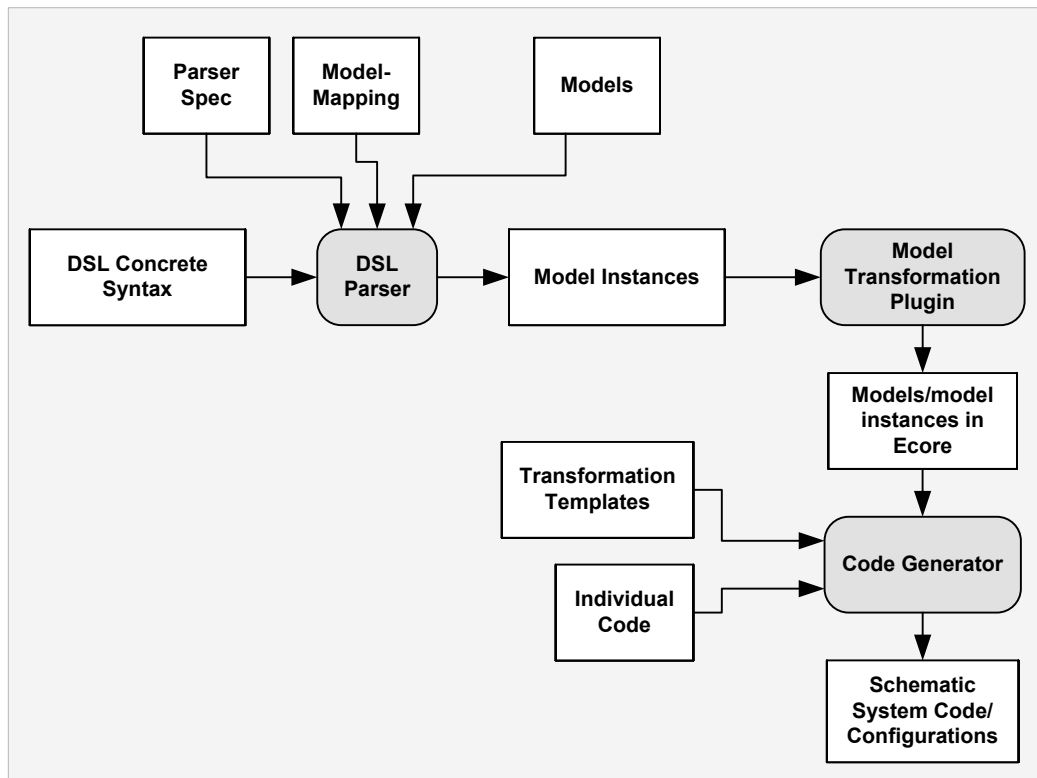 Parser
Spec
Model-
Mapping
Models
DSL Concrete
Syntax
DSL
Parser
Model Instances
Model
Transformation
Plugin
Models/model
instances in
Ecore
Transformation
Templates
Code Generator
Individual
Code
Schematic
System Code/
Configurations